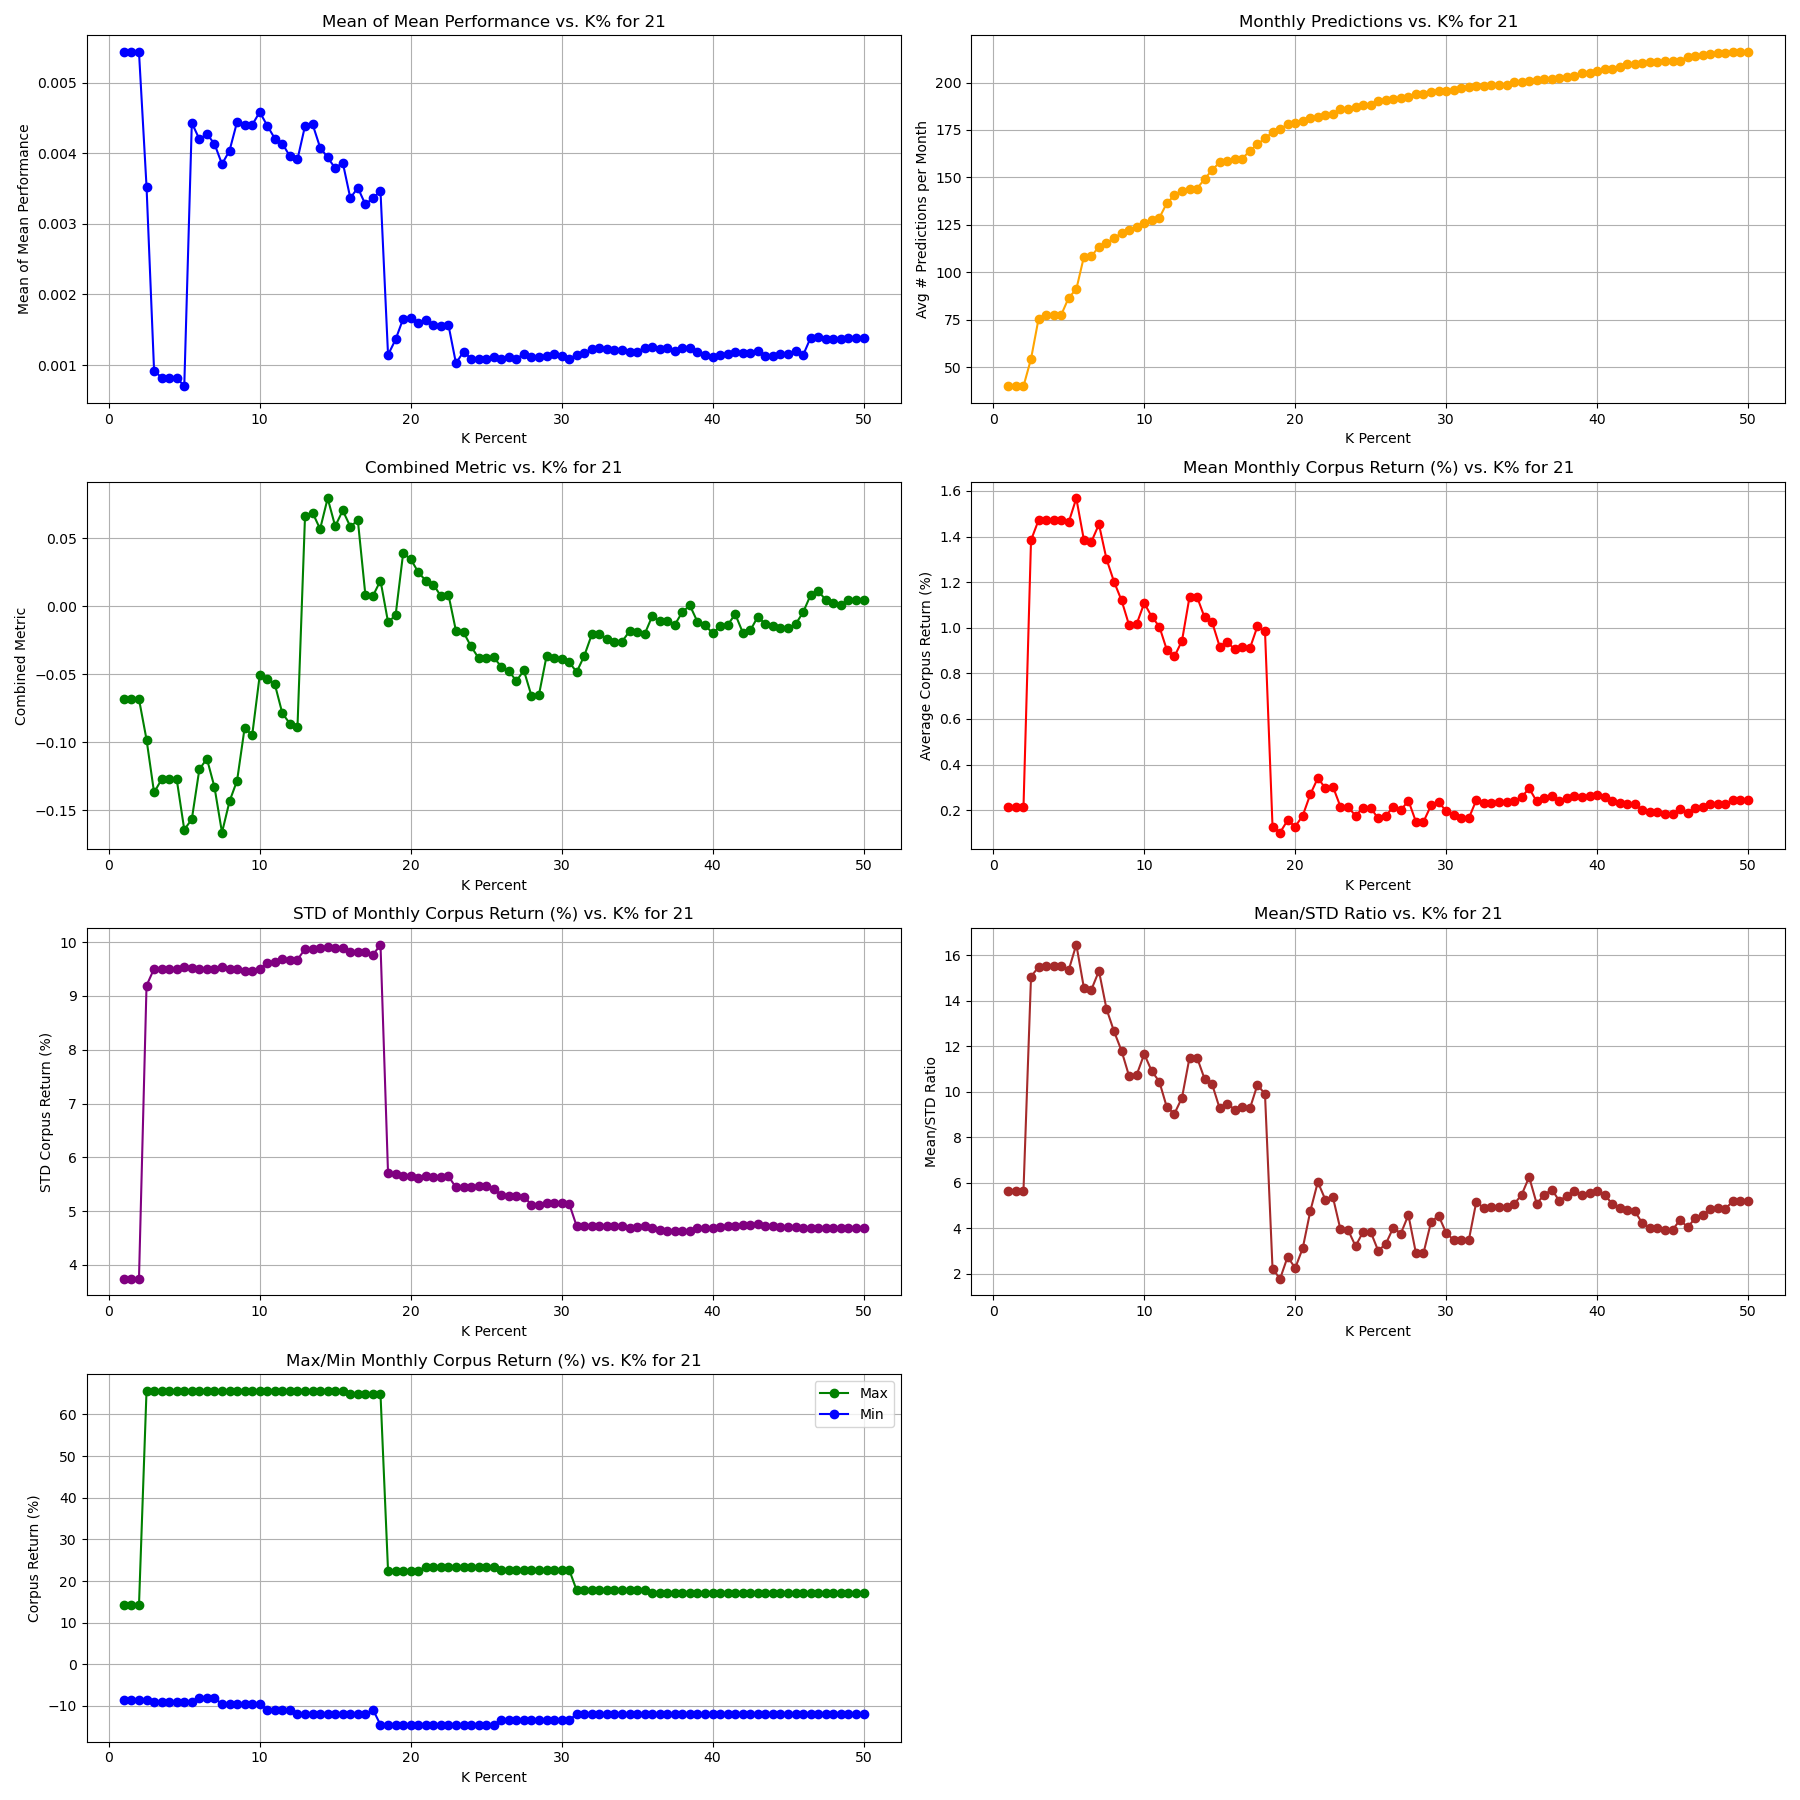 Mean of Mean Performance vs. K% for 21
Mean of Mean Performance
0.005
0.004
0.003
0.002
0.001
0 10 20 30 40 50
K Percent
Monthly Predictions vs. K% for 21
Avg # Predictions per Month
200
175
150
125
100
75
50
0 10 20 30 40 50
K Percent
Combined Metric vs. K% for 21
Combined Metric
0.05
0.00
−0.05
−0.10
−0.15
0 10 20 30 40 50
K Percent
Mean Monthly Corpus Return (%) vs. K% for 21
Average Corpus Return (%)
1.6
1.4
1.2
1.0
0.8
0.6
0.4
0.2
0 10 20 30 40 50
K Percent
STD of Monthly Corpus Return (%) vs. K% for 21
STD Corpus Return (%)
10
9
8
7
6
5
4
0 10 20 30 40 50
K Percent
Mean/STD Ratio vs. K% for 21
Mean/STD Ratio
16
14
12
10
8
6
4
2
0 10 20 30 40 50
K Percent
Max/Min Monthly Corpus Return (%) vs. K% for 21
Corpus Return (%)
60
50
40
30
20
10
0
−10
Max
Min
0 10 20 30 40 50
K Percent